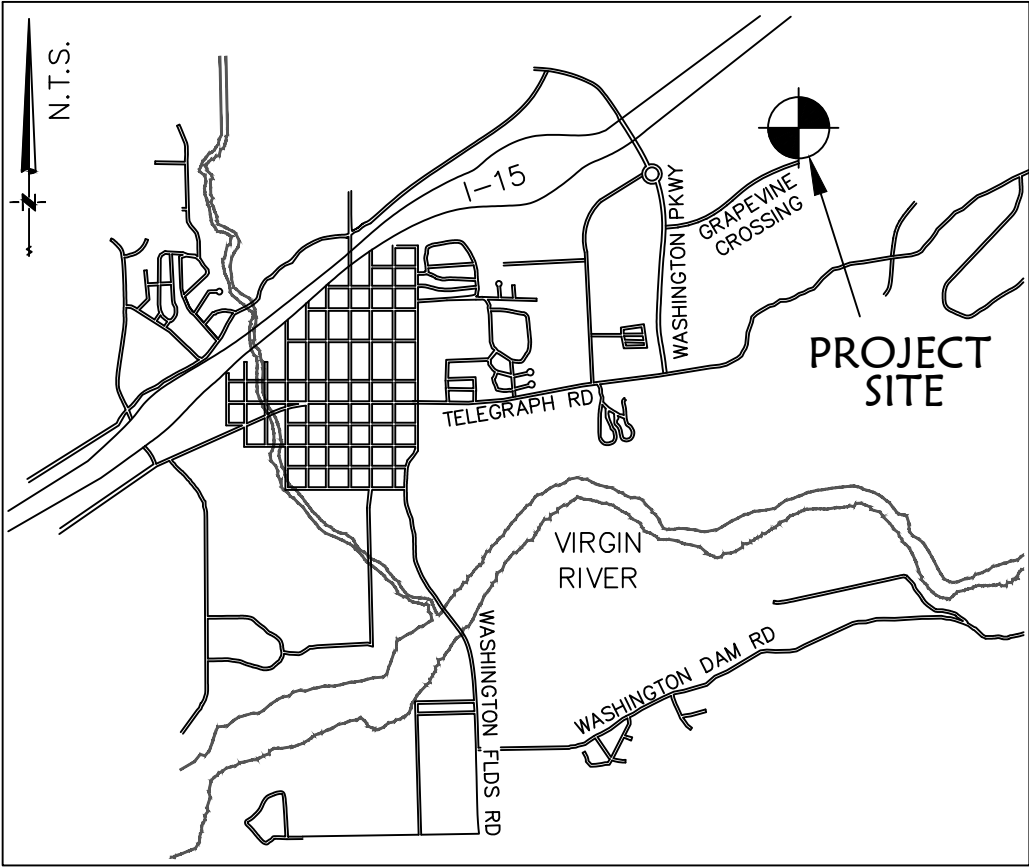 N.T.S.
N
I-15
WASHINGTON PKWY
GRAPEVINE
CROSSING
PROJECT
SITE
TELEGRAPH RD
VIRGIN
RIVER
WASHINGTON FLDS RD
WASHINGTON DAM RD